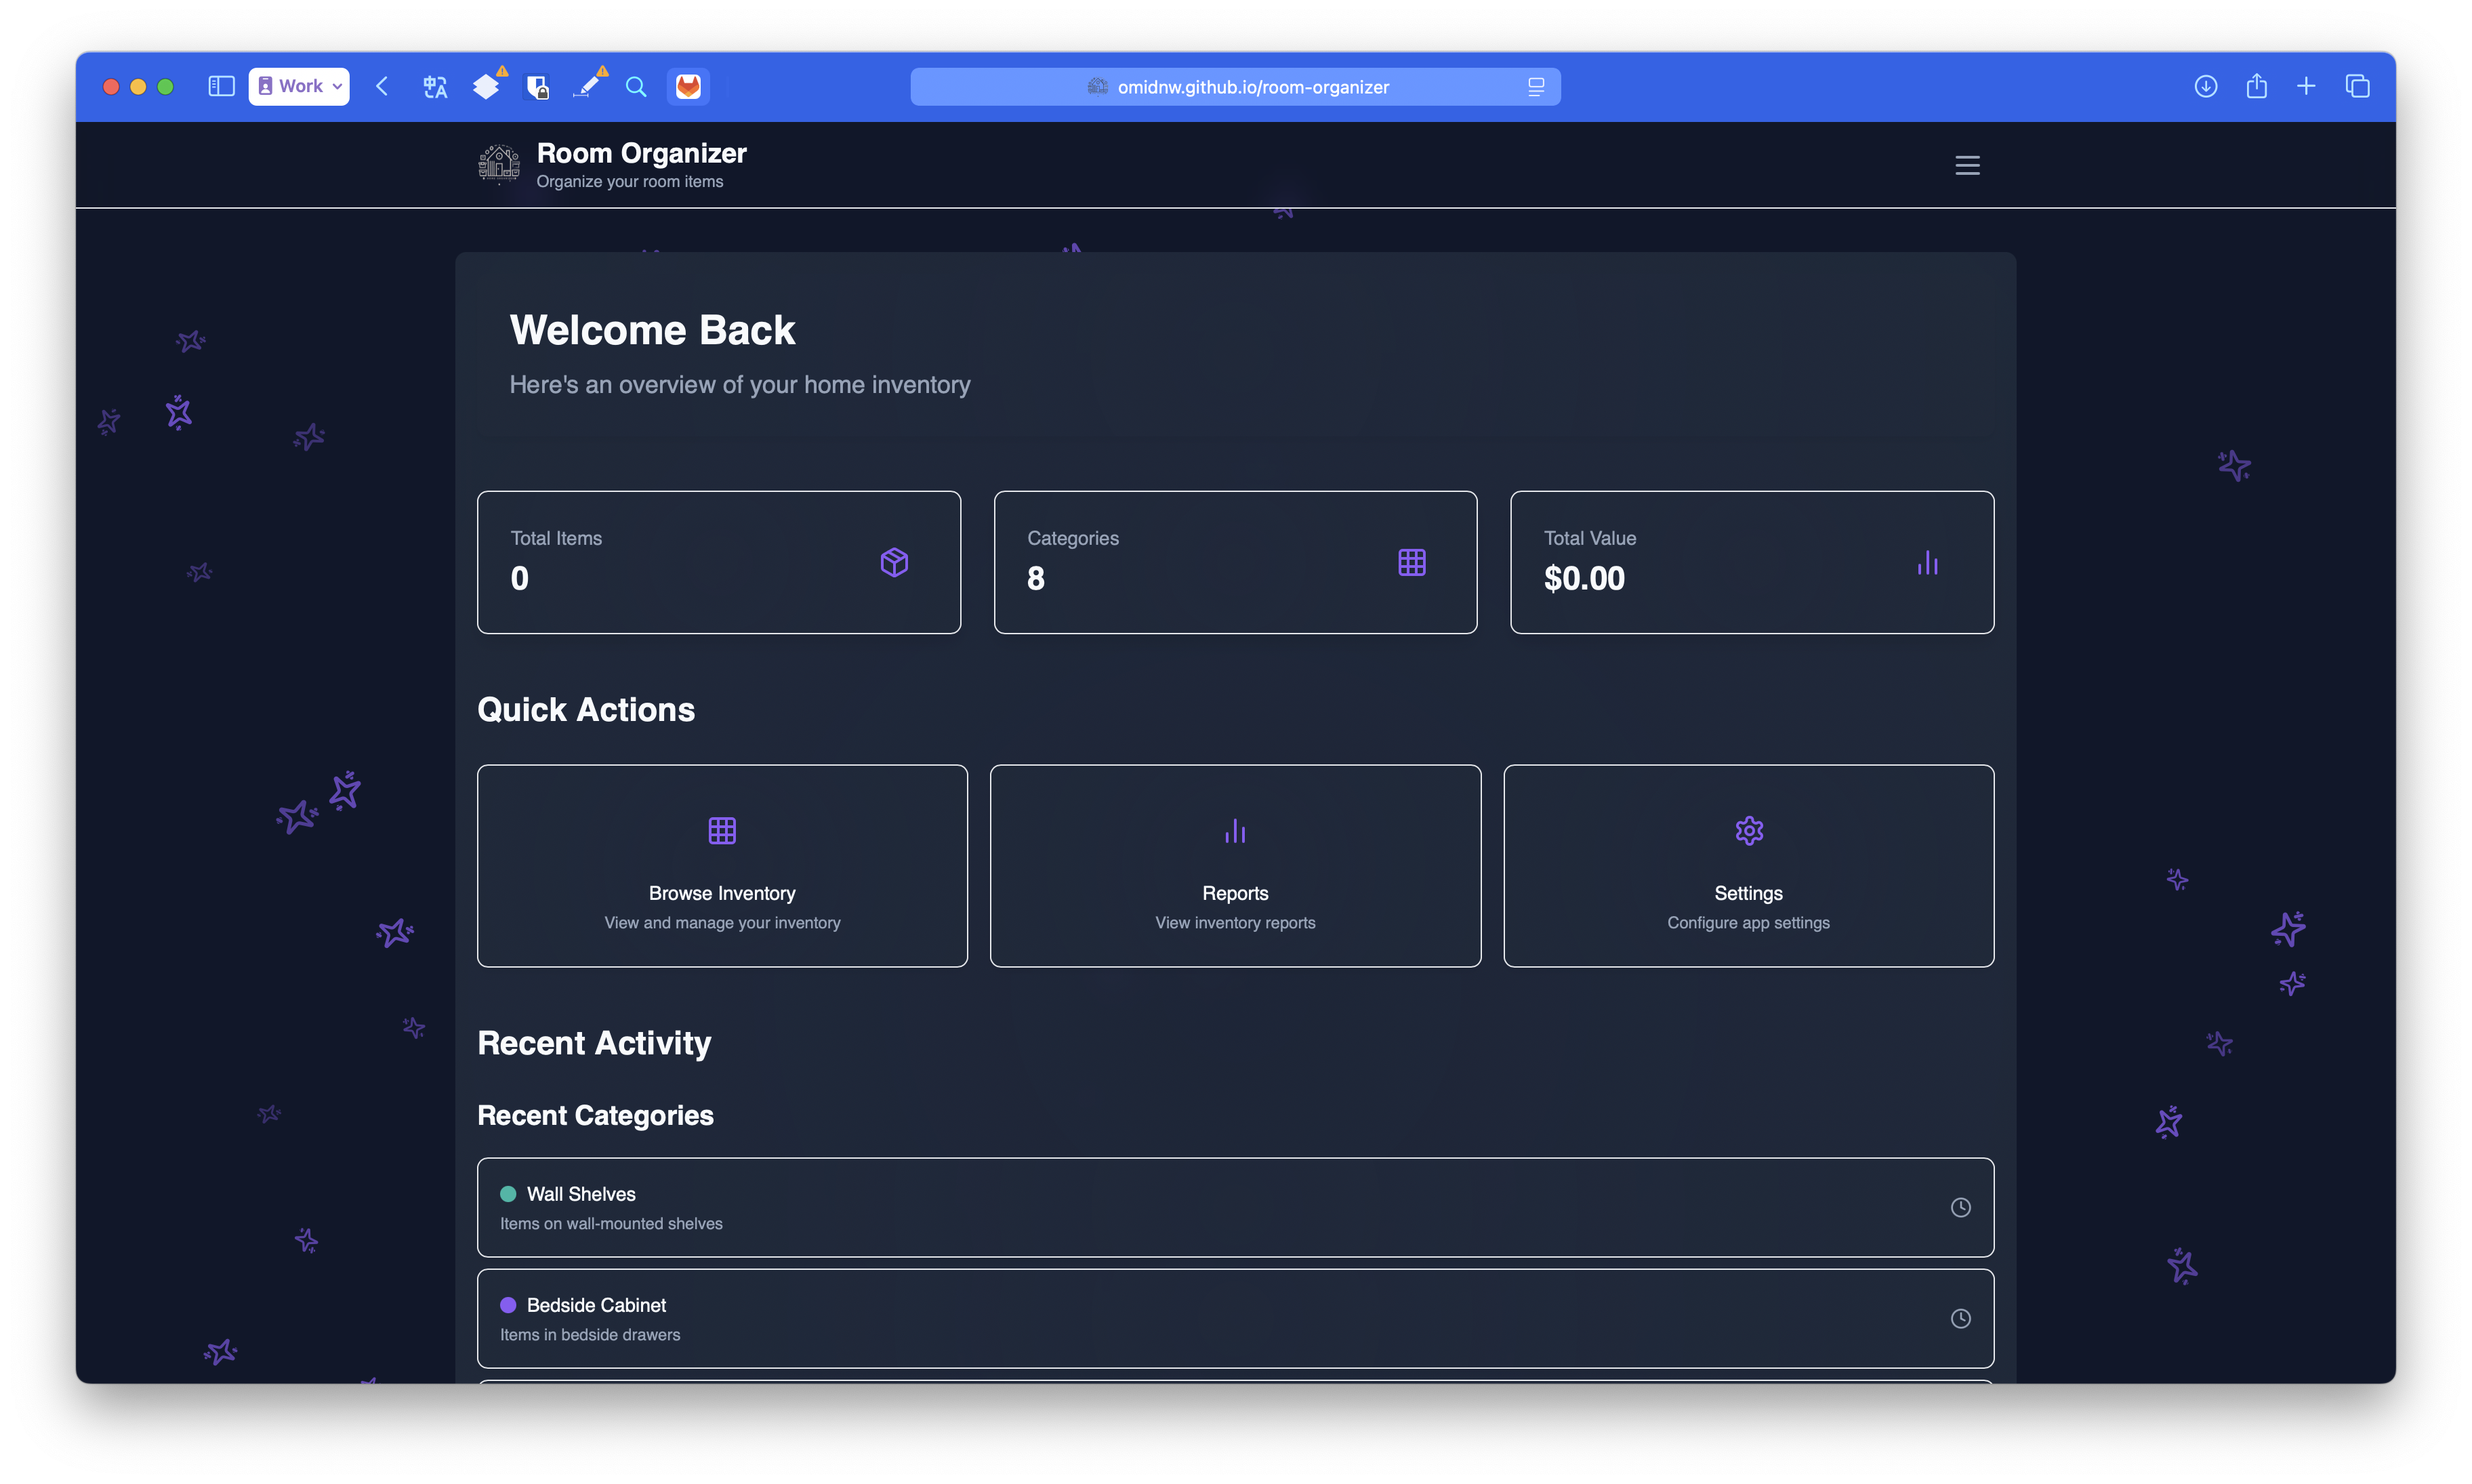 Work
omidnw.github.io/room-organizer
Room Organizer
Organize your room items
Welcome Back
Here's an overview of your home inventory
Total Items
0
Categories
8
Total Value
$0.00
Quick Actions
Browse Inventory
View and manage your inventory
Reports
View inventory reports
Settings
Configure app settings
Recent Activity
Recent Categories
Wall Shelves
Items on wall-mounted shelves
Bedside Cabinet
Items in bedside drawers